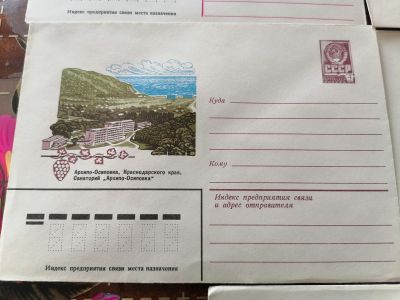 Индекс предприятия связи места назначения
СССР
Куда
Кому
Архипо-Осиповка, Краснодарского края.
Санаторий „Архипо-Осиповка“
Индекс предприятия связи
и адрес отправителя
Индекс предприятия связи места назначения